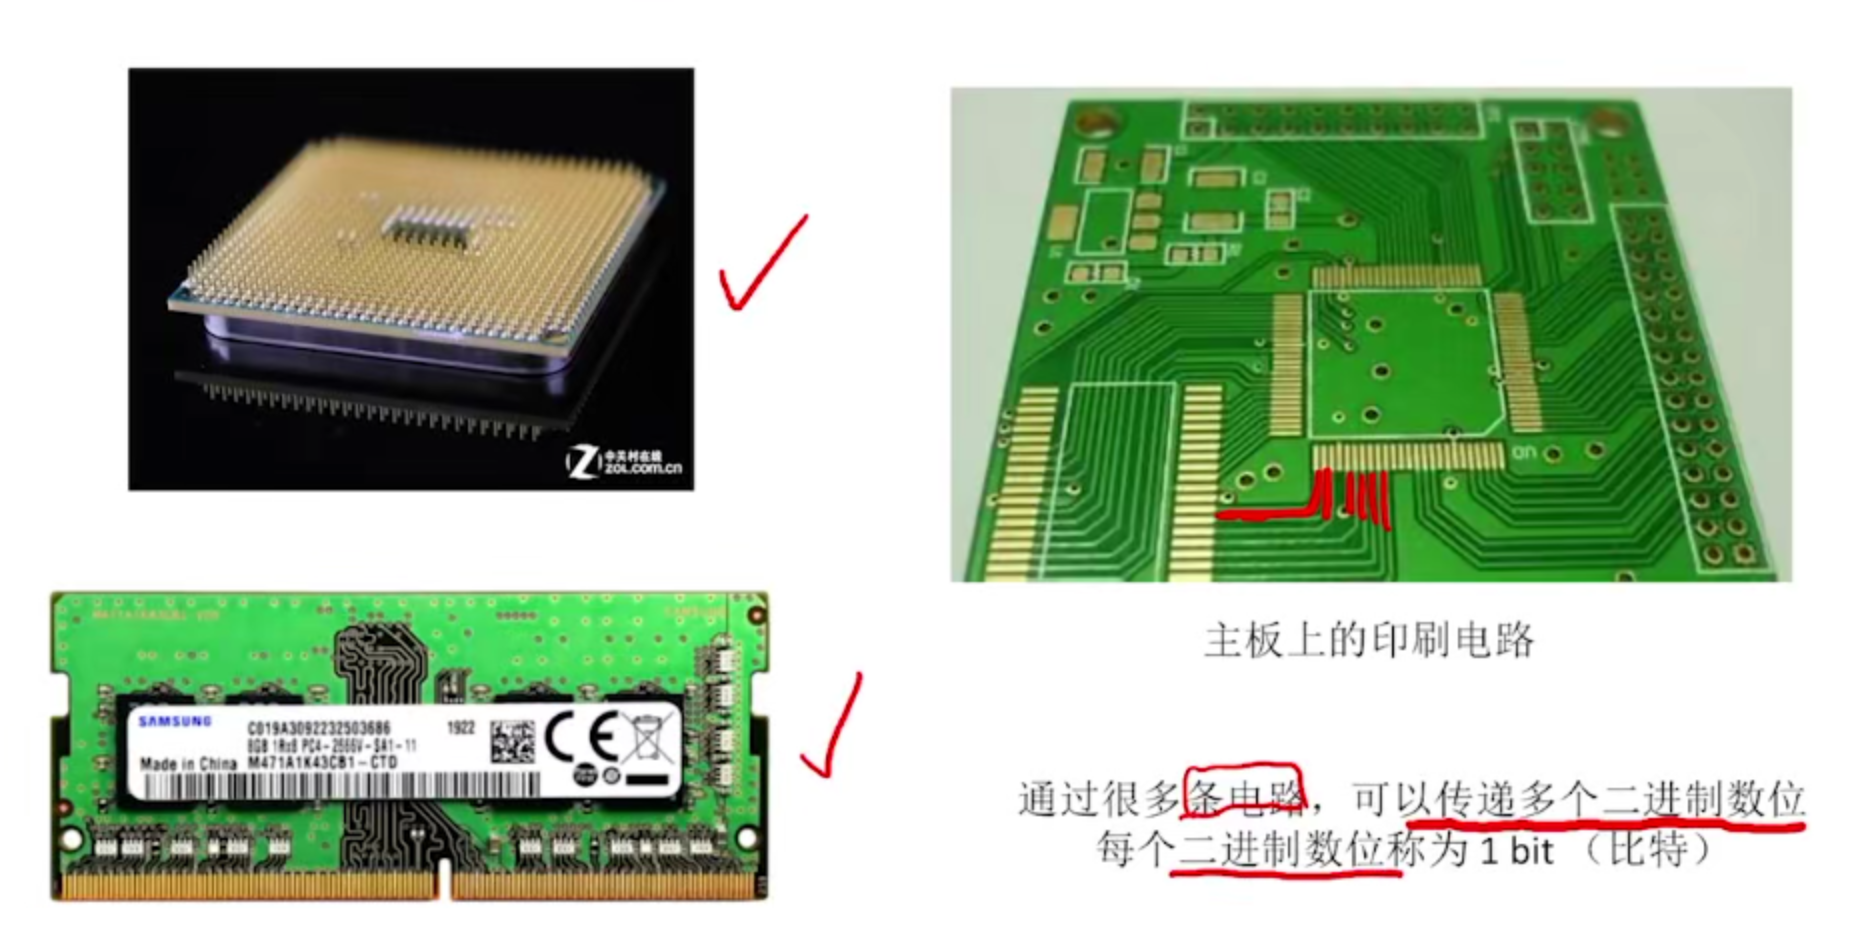 中关村在线
ZOL.COM.CN
SAMSUNG
C019A3092232503686
1922
8GB 1Rx8 PC4-2666V-SA1-11
Made in China M471A1K43CB1-CTD
CE
主板上的印刷电路
通过很多条电路，可以传递多个二进制数位
每个二进制数位称为 1 bit （比特）